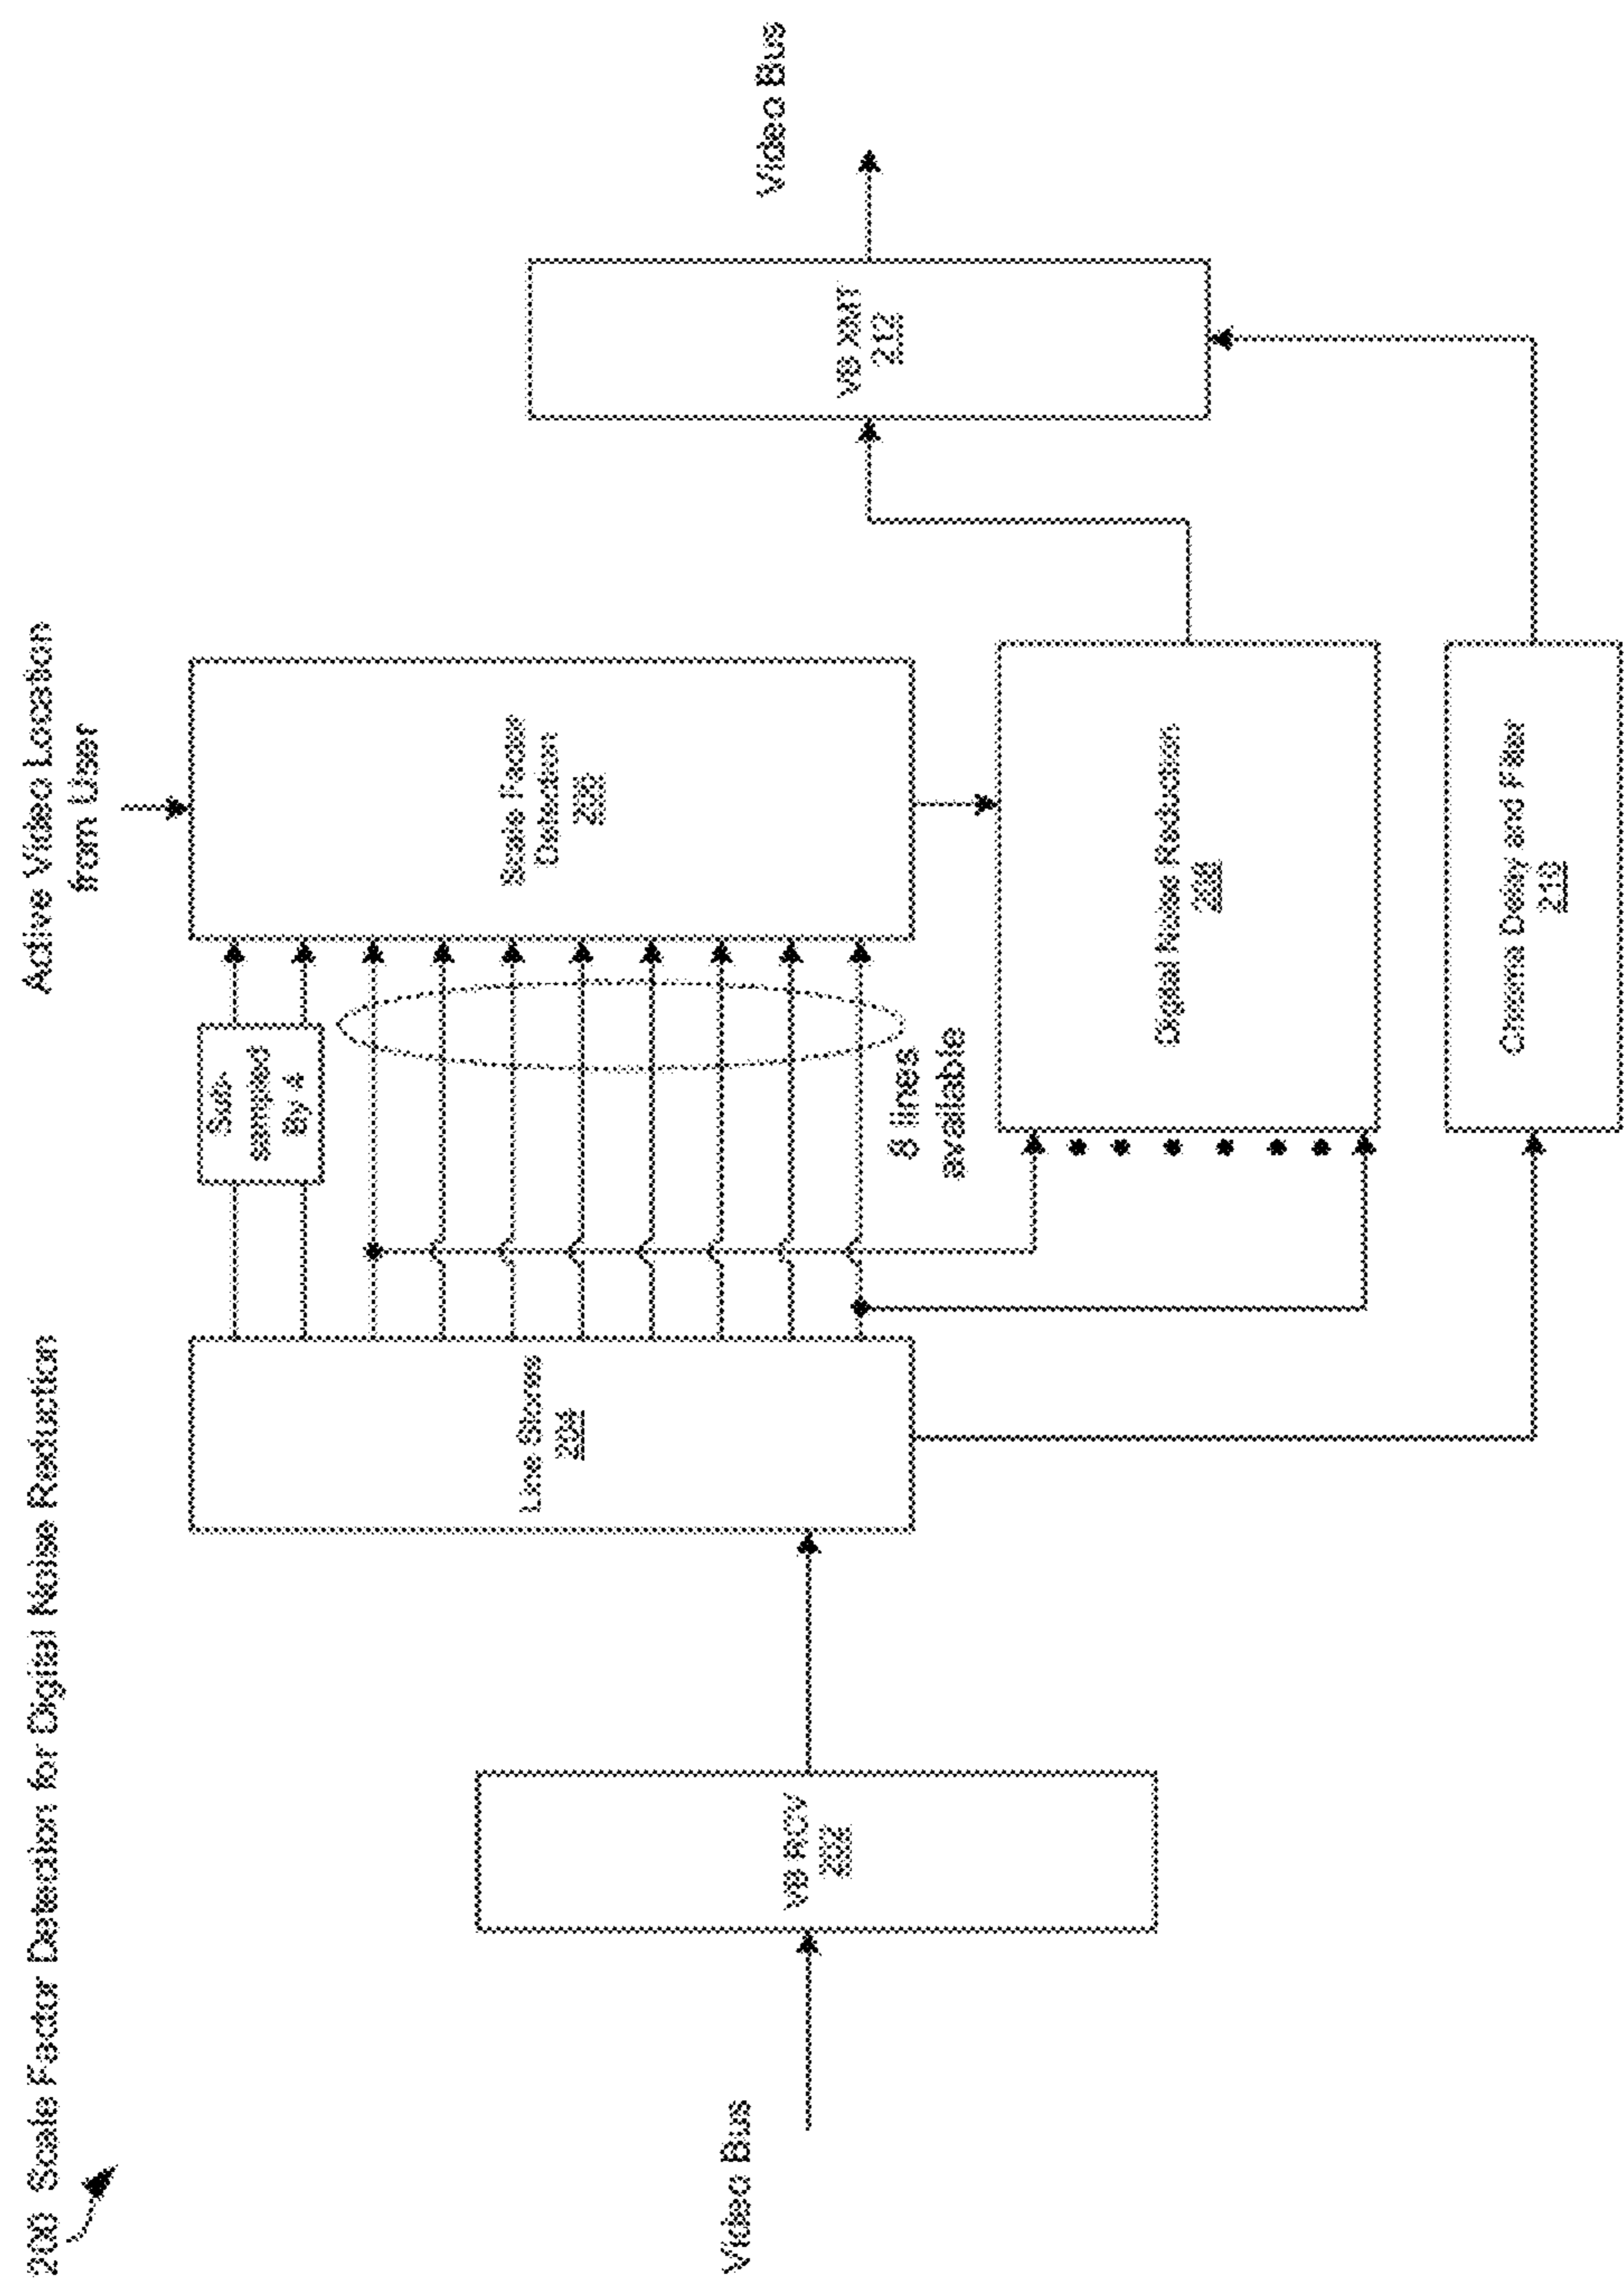 200 Scale Factor Detection for Digital Noise Reduction
Active Video Location
from User
Video Bus
VB RCV
202
Line Stores
204
Sub-
sampled
By 4
8 lines
available
Scale Factor
Detection
206
Digital Noise Reduction
208
Chroma Delay and Filter
210
VB XMT
212
Video Bus